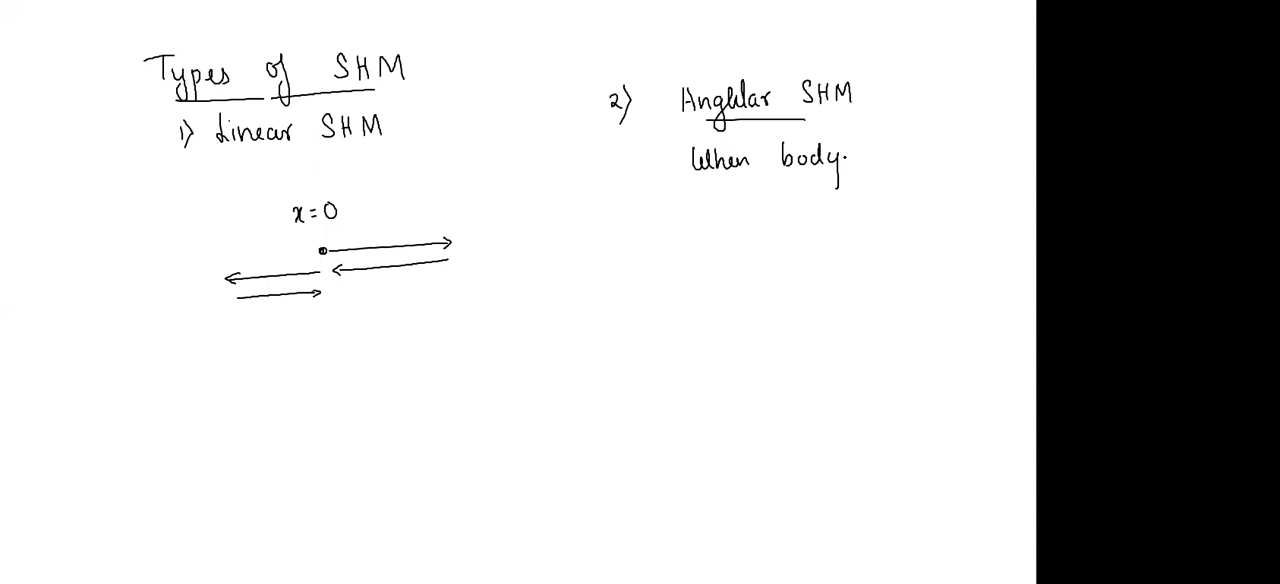 Types of SHM
1) Linear SHM
x=0
2) Angular SHM
When body.